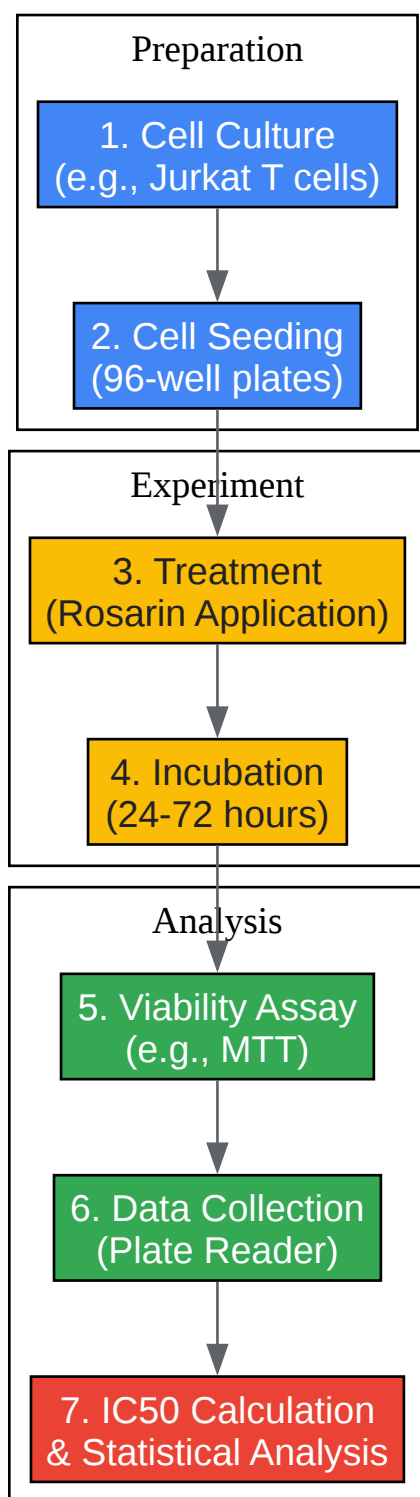 Preparation
1. Cell Culture
(e.g., Jurkat T cells)
2. Cell Seeding
(96-well plates)
Experiment
3. Treatment
(Rosarin Application)
4. Incubation
(24-72 hours)
Analysis
5. Viability Assay
(e.g., MTT)
6. Data Collection
(Plate Reader)
7. IC50 Calculation
& Statistical Analysis